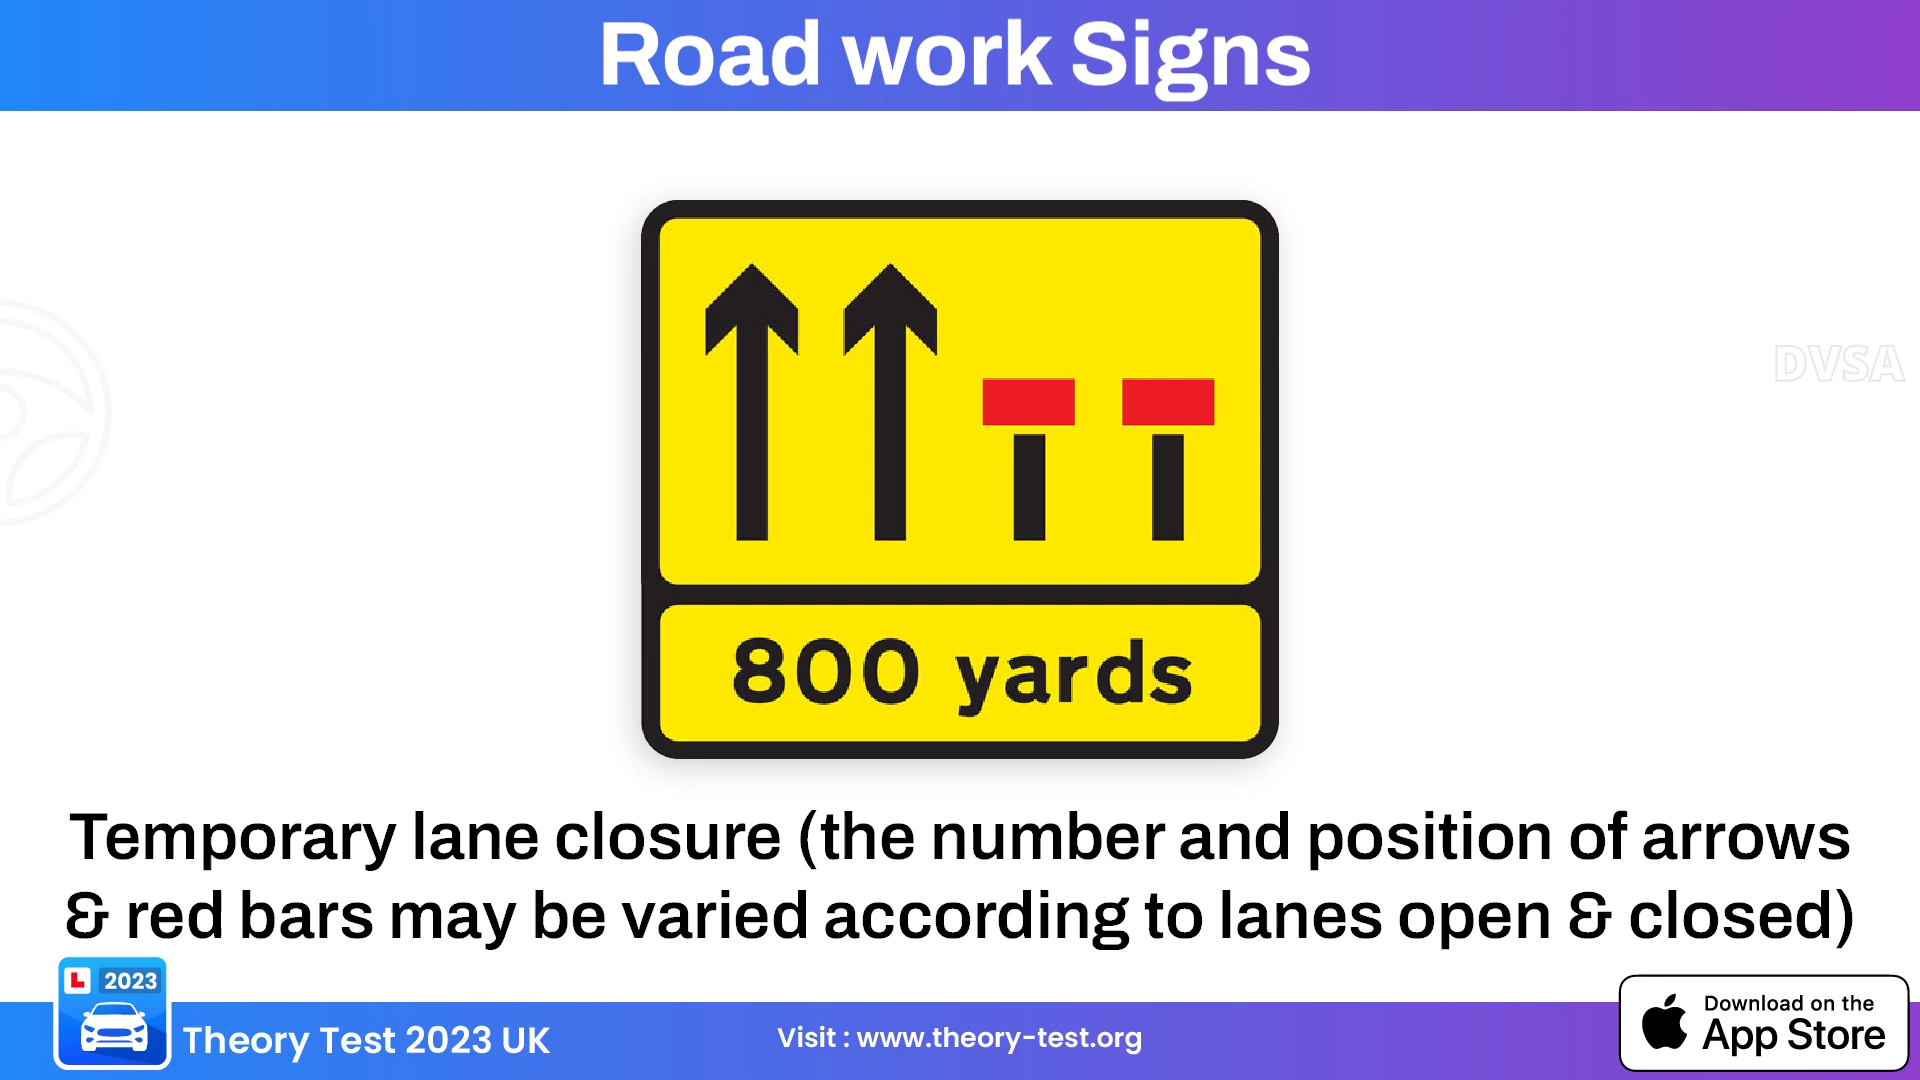 Road work Signs
DVSA
800 yards
Temporary lane closure (the number and position of arrows
& red bars may be varied according to lanes open & closed)
L 2023
Theory Test 2023 UK
Visit : www.theory-test.org
Download on the
App Store